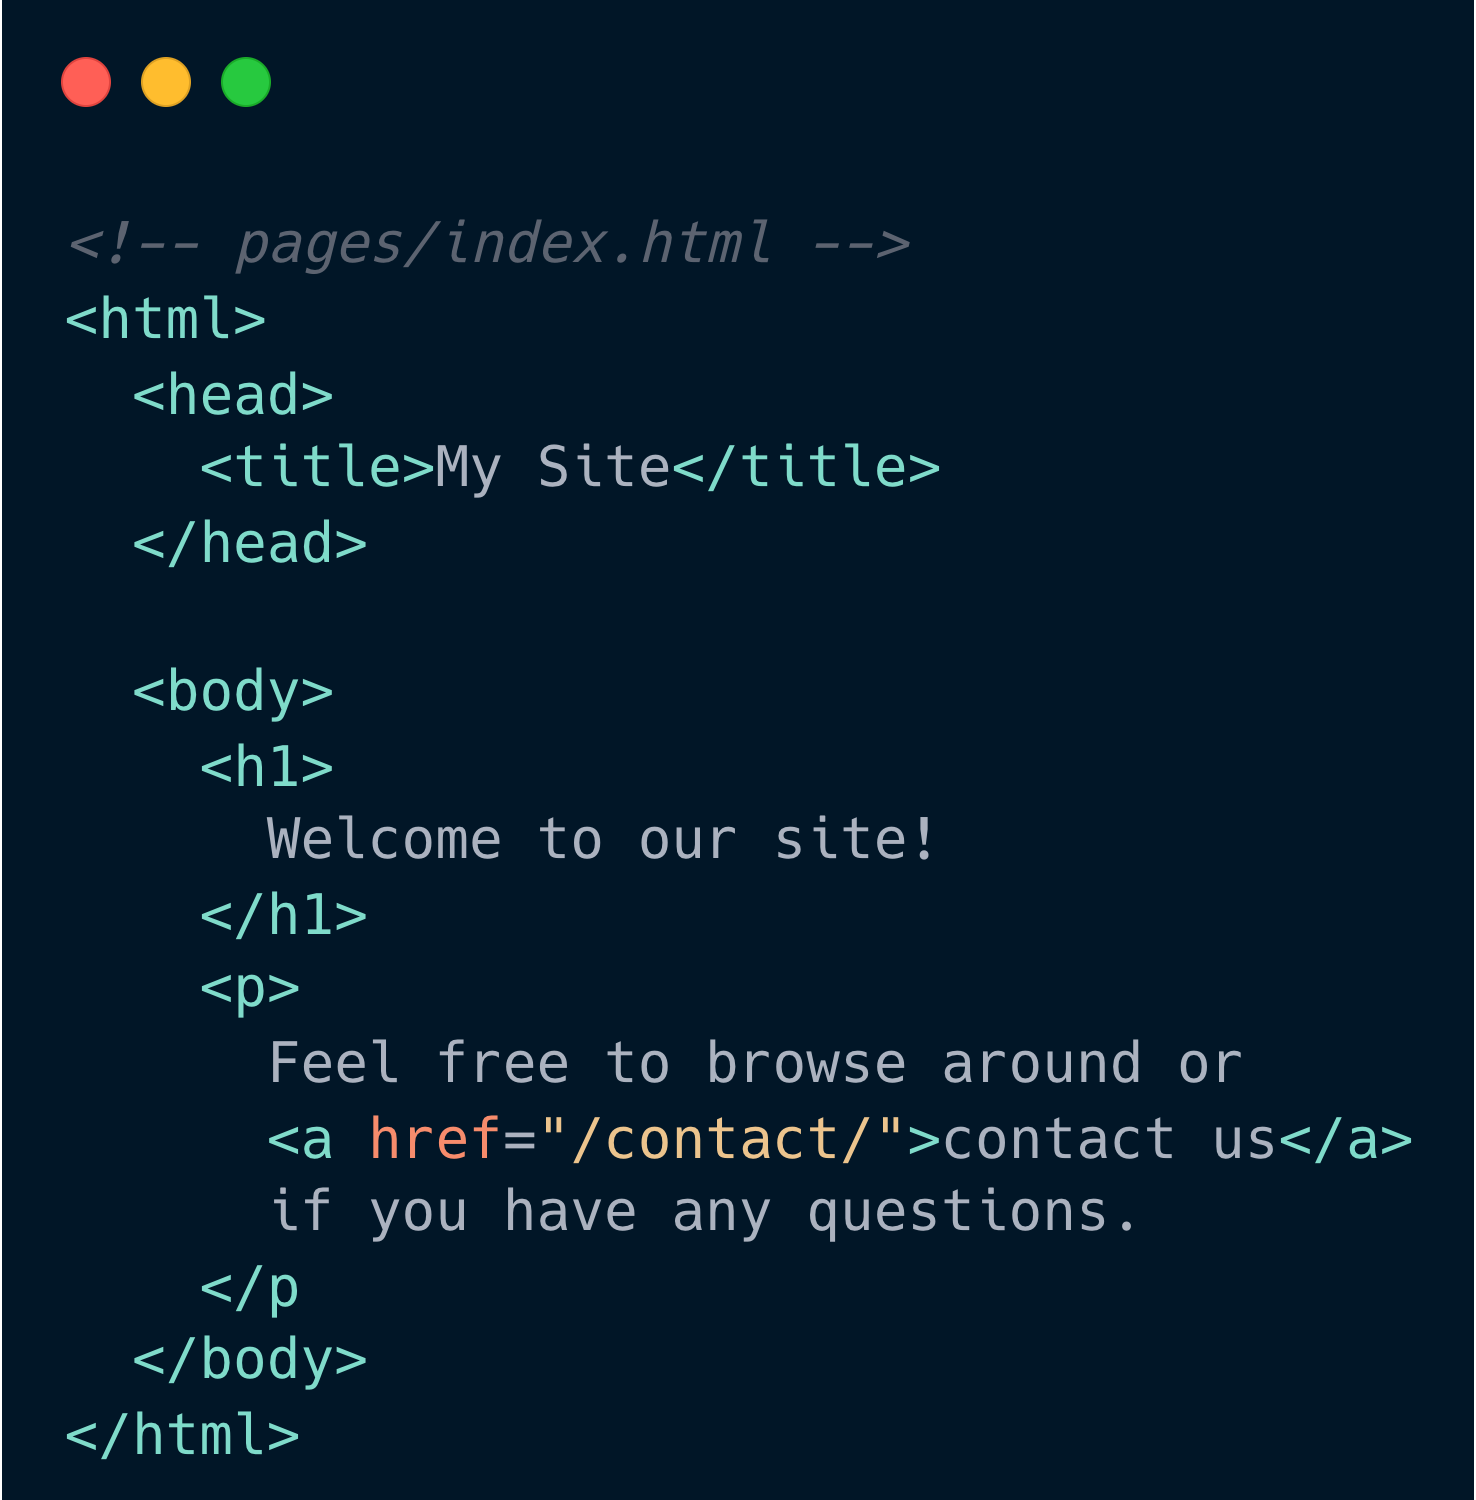 <!-- pages/index.html -->
<html>
  <head>
    <title>My Site</title>
  </head>

  <body>
    <h1>
      Welcome to our site!
    </h1>
    <p>
      Feel free to browse around or
      <a href="/contact/">contact us</a>
      if you have any questions.
    </p
  </body>
</html>